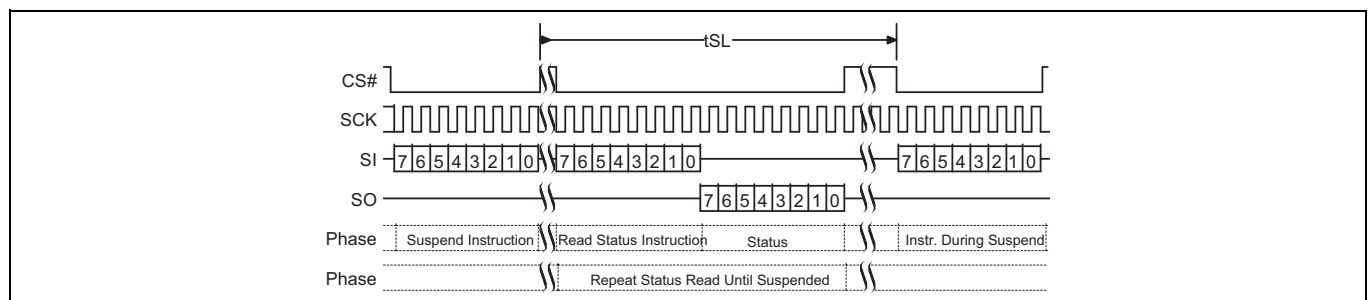 tSL
CS#
SCK
SI 7 6 5 4 3 2 1 0 7 6 5 4 3 2 1 0 7 6 5 4 3 2 1 0
SO 7 6 5 4 3 2 1 0
Phase Suspend Instruction Read Status Instruction Status Instr. During Suspend
Phase Repeat Status Read Until Suspended